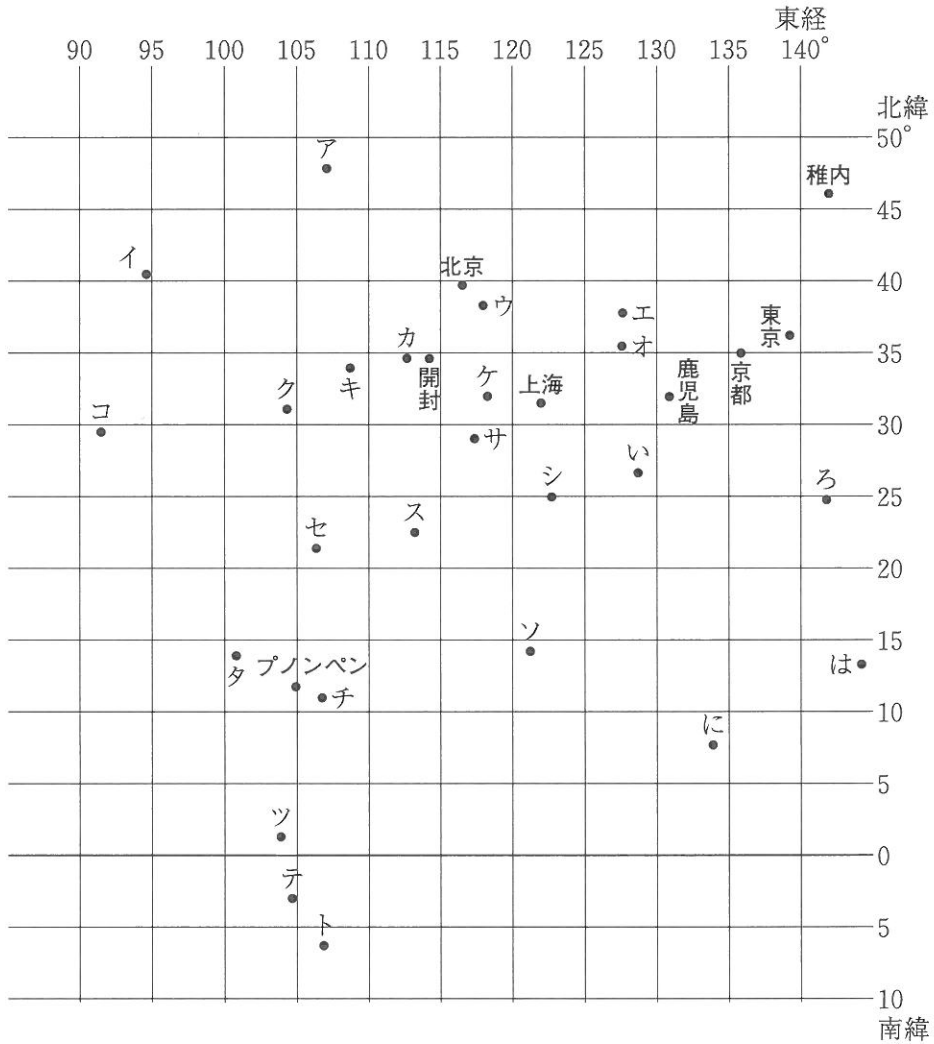 東経
90 95 100 105 110 115 120 125 130 135 140°
北緯
50°
ア
稚内
45
イ
北京
40
ウ
エ
東京
カ
オ
35
キ
開封
ケ
上海
鹿児島
京都
ク
コ
30
サ
い
シ
ろ
25
ス
セ
20
ソ
15
タ
プノンペン
は
チ
10
に
5
ツ
0
テ
ト
5
10
南緯